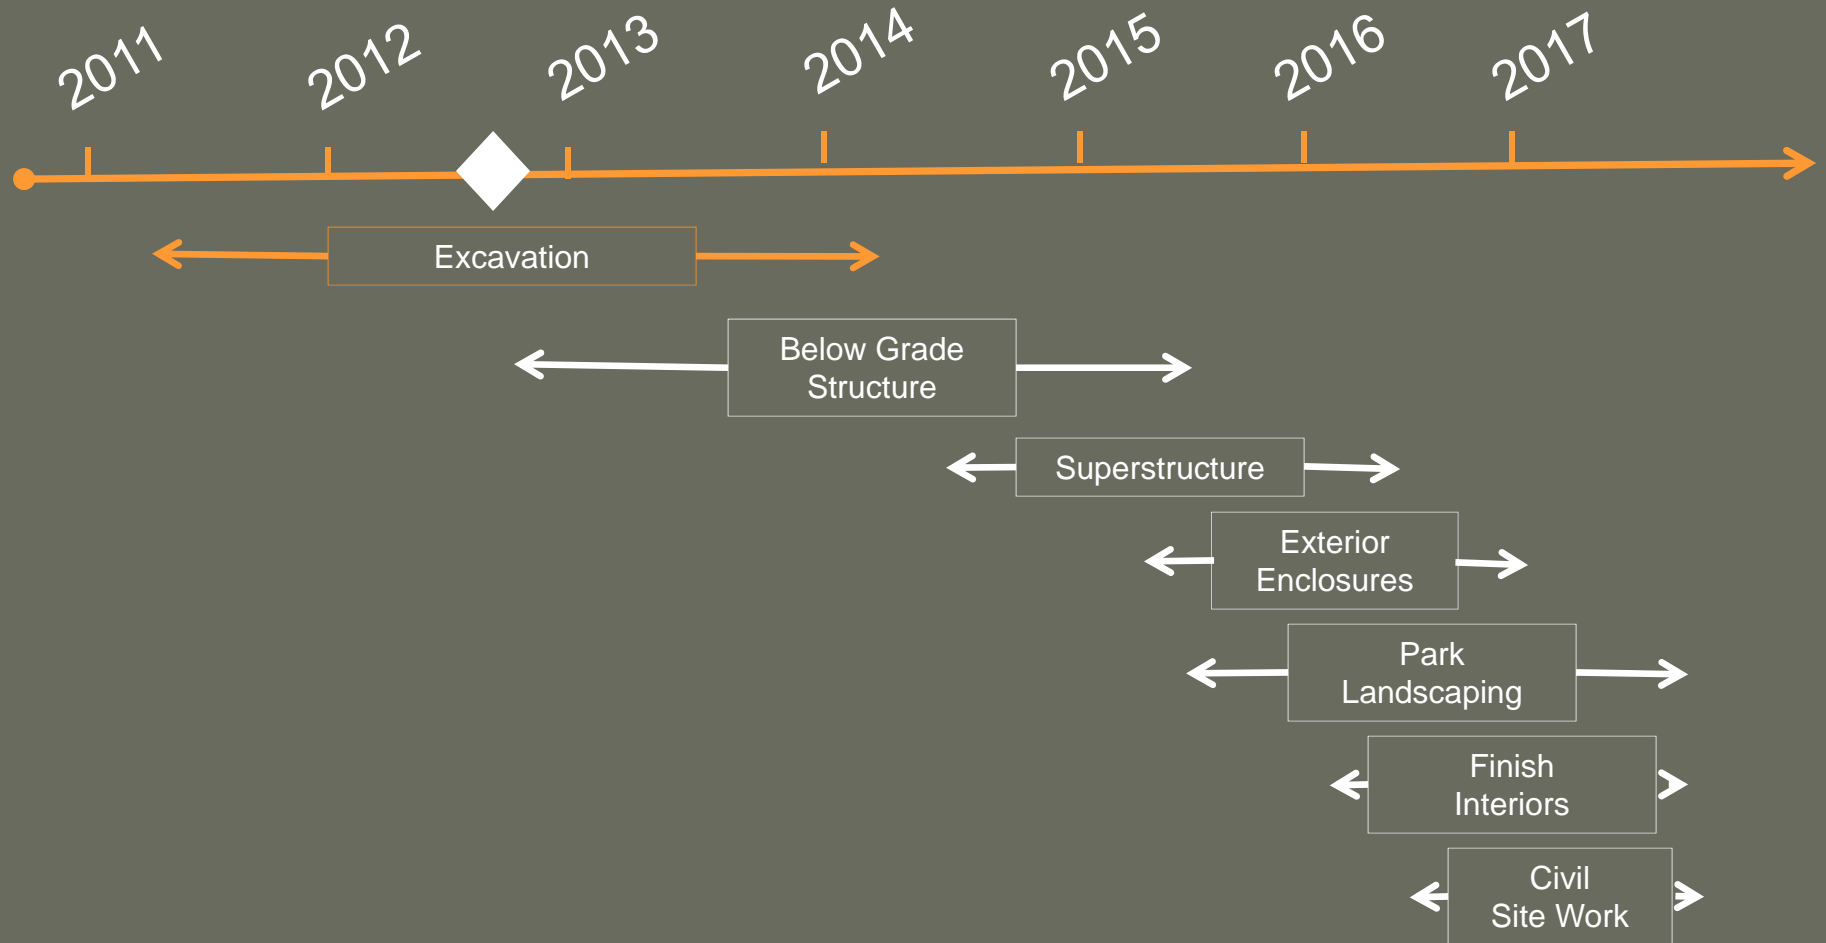 2011
2012
2013
2014
2015
2016
2017
Excavation
Below Grade
Structure
Superstructure
Exterior
Enclosures
Park
Landscaping
Finish
Interiors
Civil
Site Work